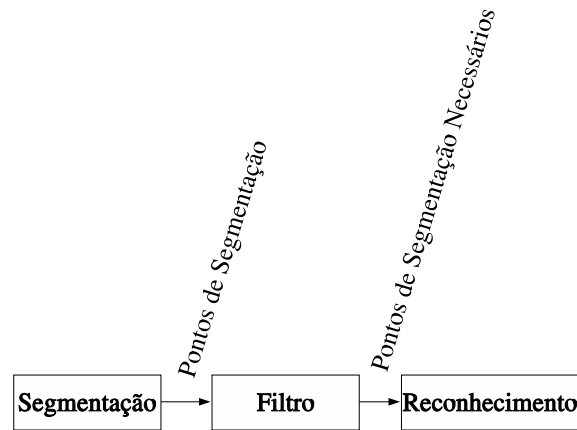 Pontos de Segmentação
Pontos de Segmentação Necessários
Segmentação
Filtro
Reconhecimento